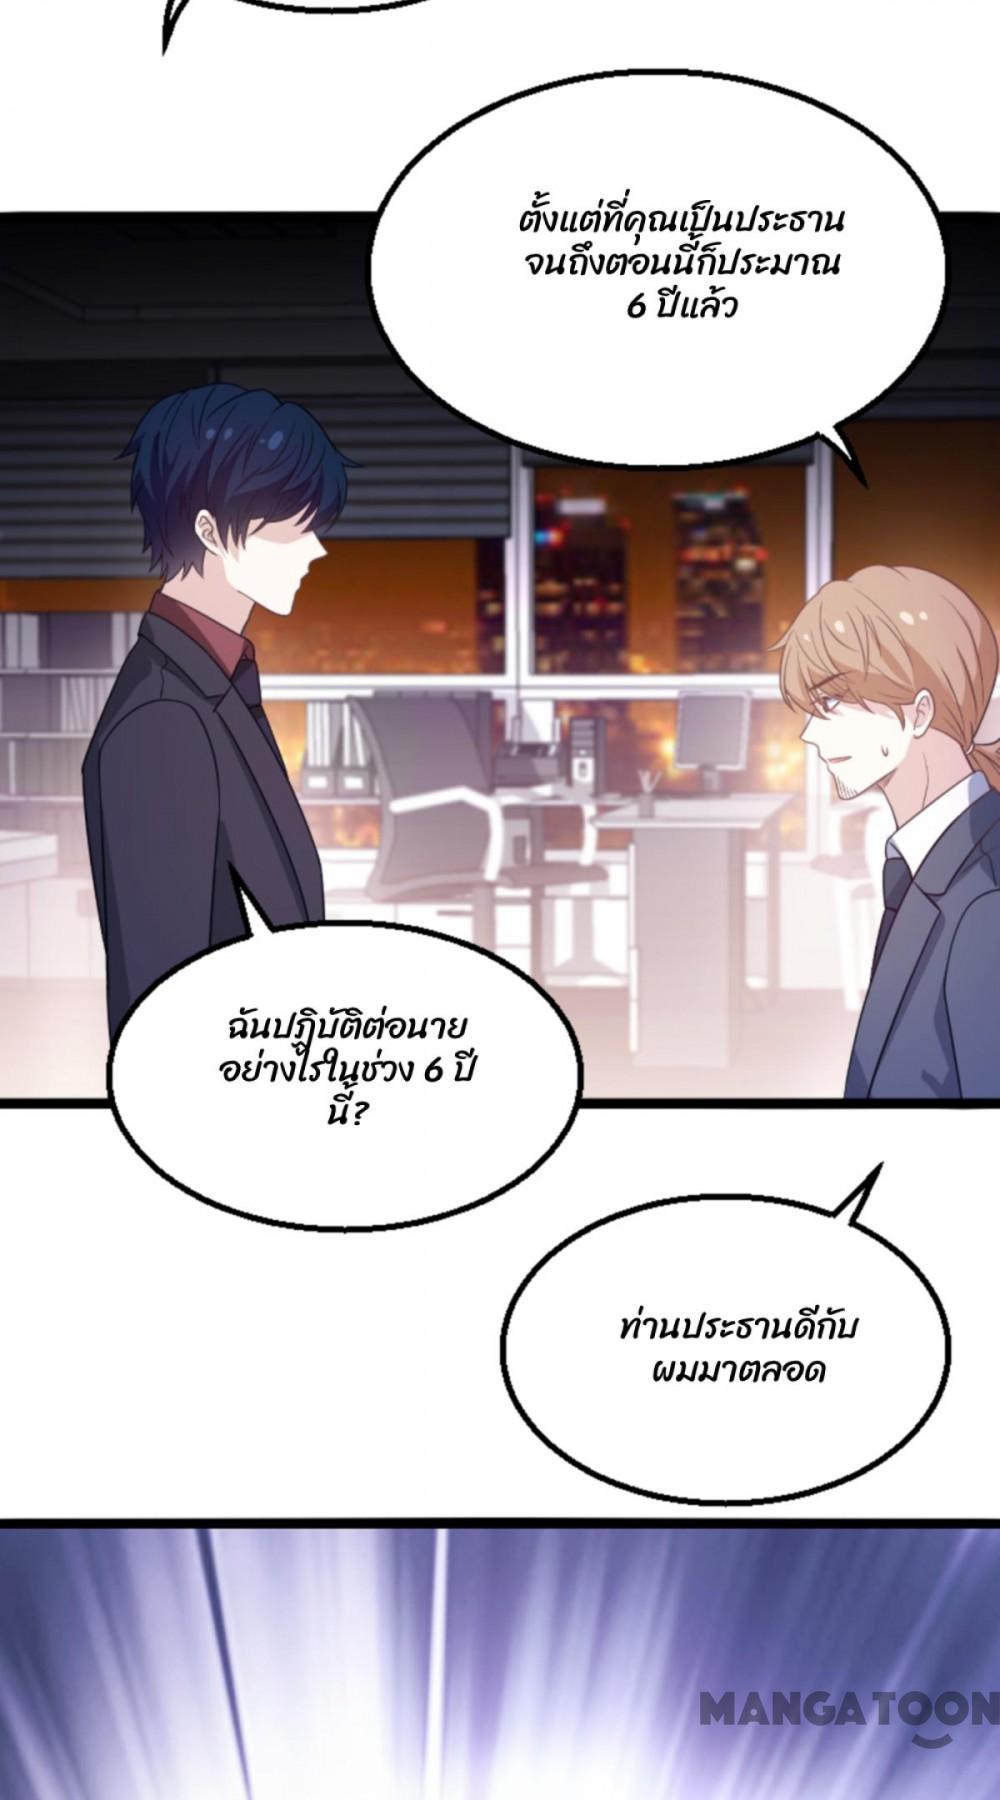 ตั้งแต่ที่คุณเป็นประธาน
จนถึงตอนนี้ก็ประมาณ
6 ปีแล้ว
ฉันปฏิบัติต่อนาย
อย่างไรในช่วง 6 ปี
นี้?
ท่านประธานดีกับ
ผมมาตลอด
MANGATOON